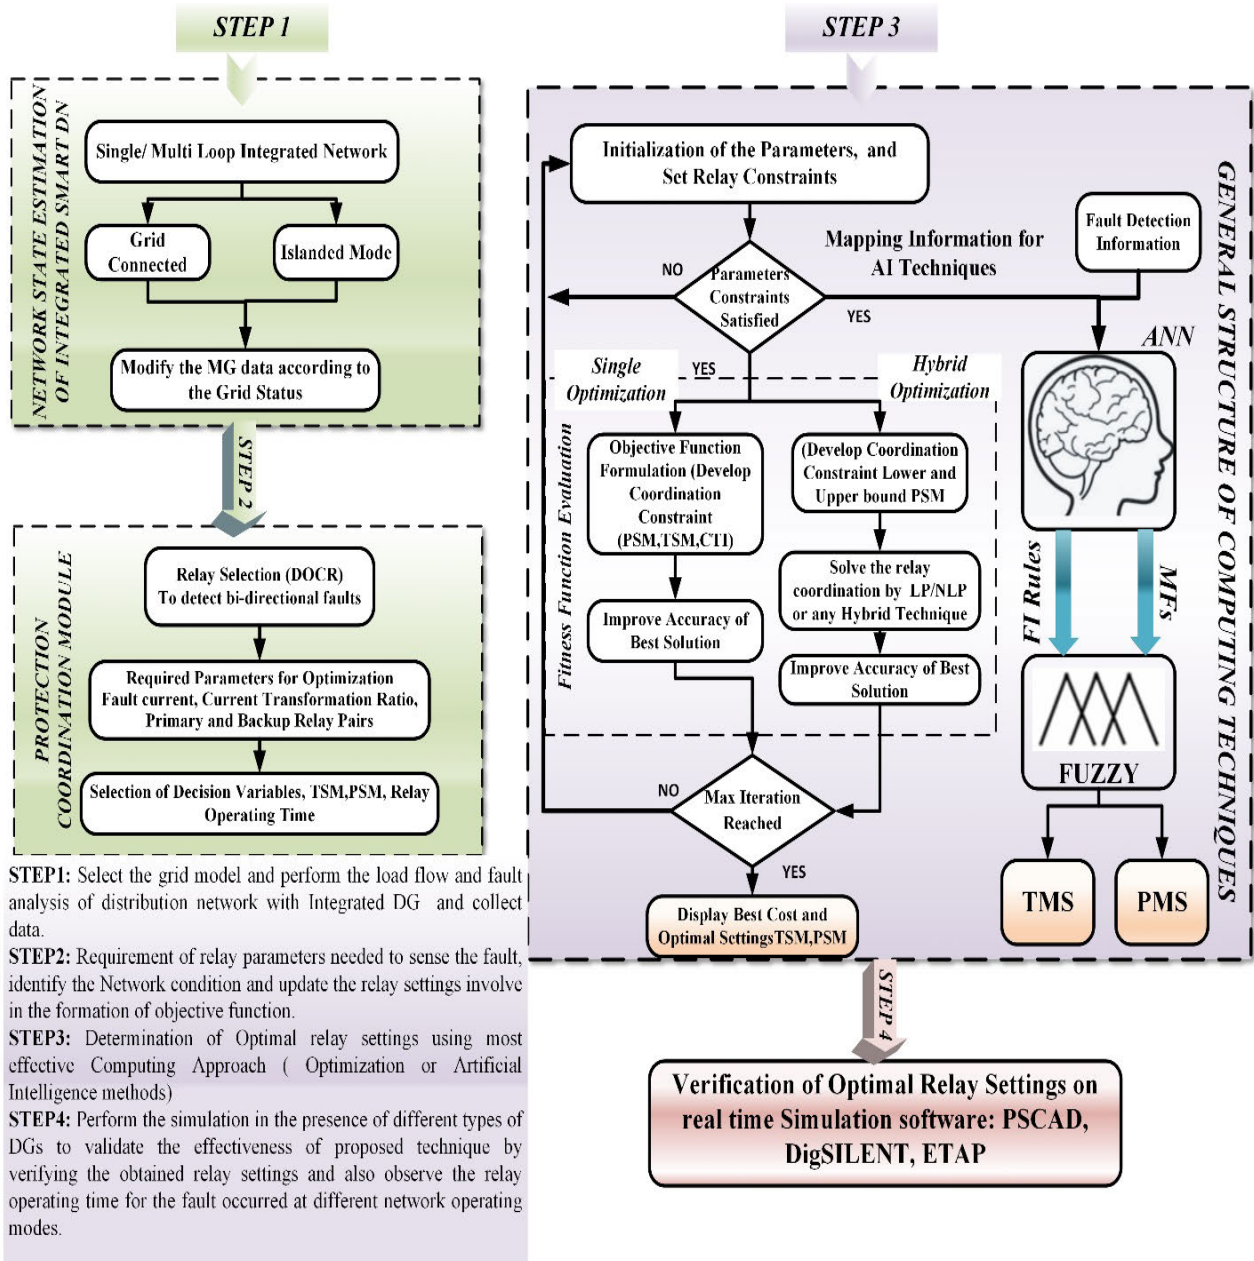 STEP 1
NETWORK STATE ESTIMATION
OF INTEGRATED SMART DN
Single/ Multi Loop Integrated Network
Grid
Connected
Islanded Mode
Modify the MG data according to
the Grid Status
STEP 2
PROTECTION
COORDINATION MODULE
Relay Selection (DOCR)
To detect bi-directional faults
Required Parameters for Optimization
Fault current, Current Transformation Ratio,
Primary and Backup Relay Pairs
Selection of Decision Variables, TSM,PSM, Relay
Operating Time
STEP1: Select the grid model and perform the load flow and fault
analysis of distribution network with Integrated DG and collect
data.
STEP2: Requirement of relay parameters needed to sense the fault,
identify the Network condition and update the relay settings involve
in the formation of objective function.
STEP3: Determination of Optimal relay settings using most
effective Computing Approach ( Optimization or Artificial
Intelligence methods)
STEP4: Perform the simulation in the presence of different types of
DGs to validate the effectiveness of proposed technique by
verifying the obtained relay settings and also observe the relay
operating time for the fault occurred at different network operating
modes.
STEP 3
GENERAL STRUCTURE OF COMPUTING TECHNIQUES
Initialization of the Parameters, and
Set Relay Constraints
Parameters
Constraints
Satisfied
NO
YES
YES
Mapping Information for
AI Techniques
Fault Detection
Information
ANN
Single
Optimization
Hybrid
Optimization
Fitness Function Evaluation
Objective Function
Formulation (Develop
Coordination
Constraint
(PSM,TSM,CTI)
Improve Accuracy of
Best Solution
(Develop Coordination
Constraint Lower and
Upper bound PSM
Solve the relay
coordination by LP/NLP
or any Hybrid Technique
Improve Accuracy of Best
Solution
FI Rules
MFs
FUZZY
TMS
PMS
Max Iteration
Reached
NO
YES
Display Best Cost and
Optimal SettingsTSM,PSM
STEP 4
Verification of Optimal Relay Settings on
real time Simulation software: PSCAD,
DigSILENT, ETAP